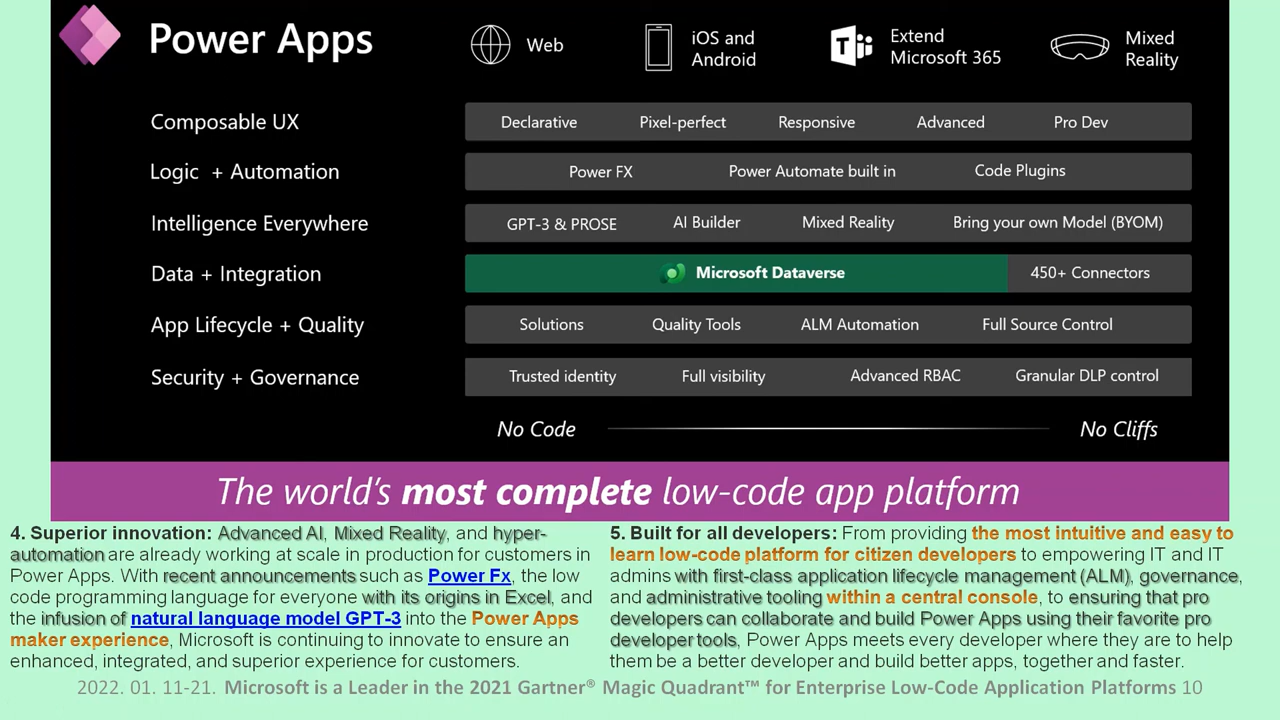 Power Apps
Web
iOS and
Android
Extend
Microsoft 365
Mixed
Reality
Composable UX
Declarative Pixel-perfect Responsive Advanced Pro Dev
Logic + Automation
Power FX Power Automate built in Code Plugins
Intelligence Everywhere
GPT-3 & PROSE AI Builder Mixed Reality Bring your own Model (BYOM)
Data + Integration
Microsoft Dataverse 450+ Connectors
App Lifecycle + Quality
Solutions Quality Tools ALM Automation Full Source Control
Security + Governance
Trusted identity Full visibility Advanced RBAC Granular DLP control
No Code No Cliffs
The world's most complete low-code app platform
4. Superior innovation: Advanced AI, Mixed Reality, and hyper-
automation are already working at scale in production for customers in
Power Apps. With recent announcements such as Power Fx, the low
code programming language for everyone with its origins in Excel, and
the infusion of natural language model GPT-3 into the Power Apps
maker experience, Microsoft is continuing to innovate to ensure an
enhanced, integrated, and superior experience for customers.
5. Built for all developers: From providing the most intuitive and easy to
learn low-code platform for citizen developers to empowering IT and IT
admins with first-class application lifecycle management (ALM), governance,
and administrative tooling within a central console, to ensuring that pro
developers can collaborate and build Power Apps using their favorite pro
developer tools, Power Apps meets every developer where they are to help
them be a better developer and build better apps, together and faster.
2022. 01. 11-21. Microsoft is a Leader in the 2021 Gartner® Magic Quadrant™ for Enterprise Low-Code Application Platforms 10